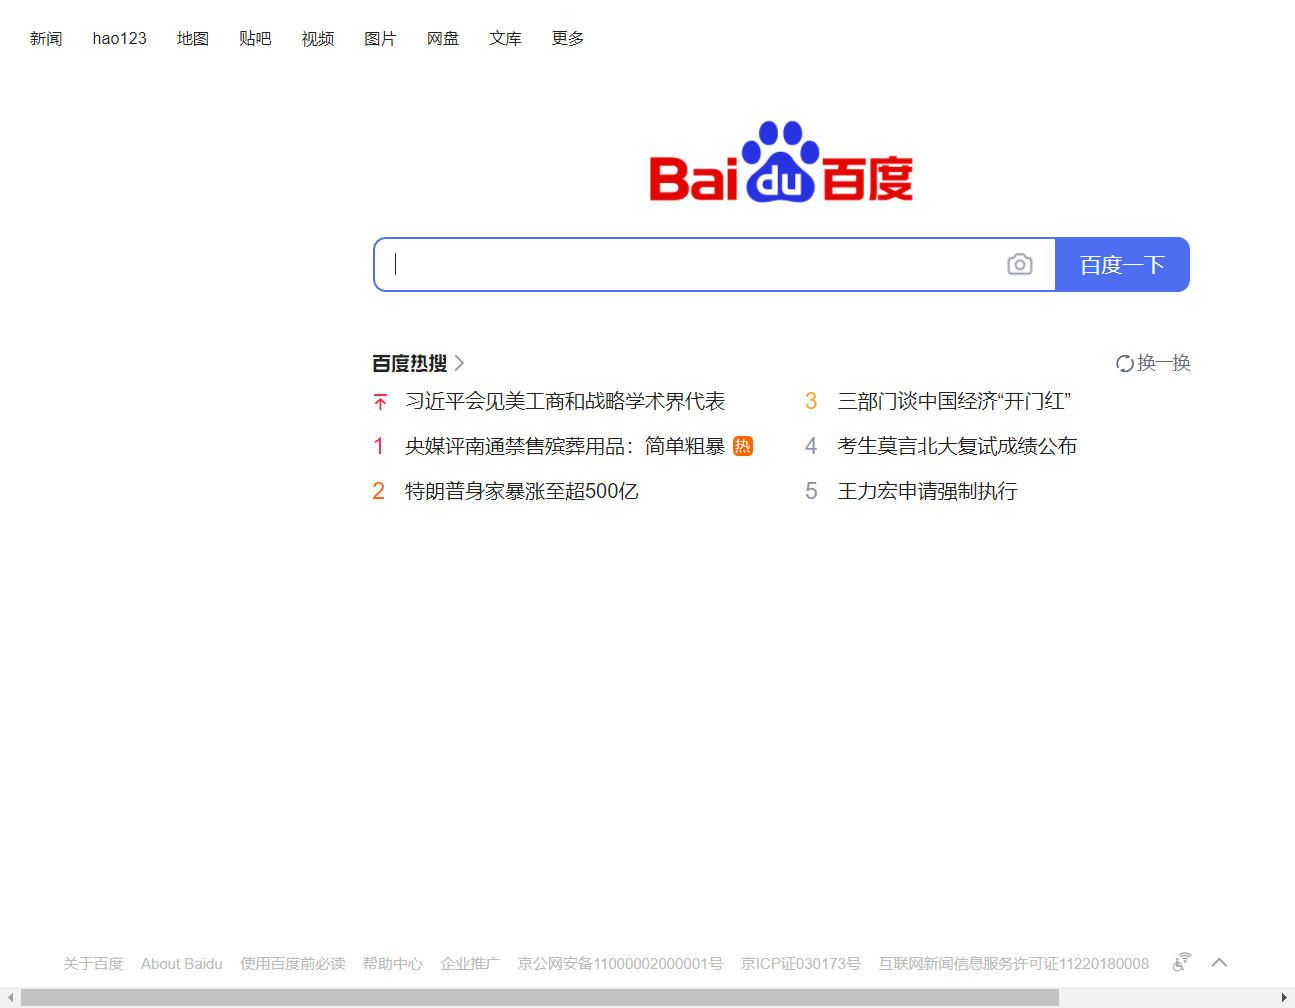 新闻 hao123 地图 贴吧 视频 图片 网盘 文库 更多
Bai du 百度
百度一下
百度热搜 换一换
习近平会见美工商和战略学术界代表
1 央媒评南通禁售殡葬用品：简单粗暴 热
2 特朗普身家暴涨至超500亿
3 三部门谈中国经济“开门红”
4 考生莫言北大复试成绩公布
5 王力宏申请强制执行
关于百度 About Baidu 使用百度前必读 帮助中心 企业推广 京公网安备11000002000001号 京ICP证030173号 互联网新闻信息服务许可证11220180008